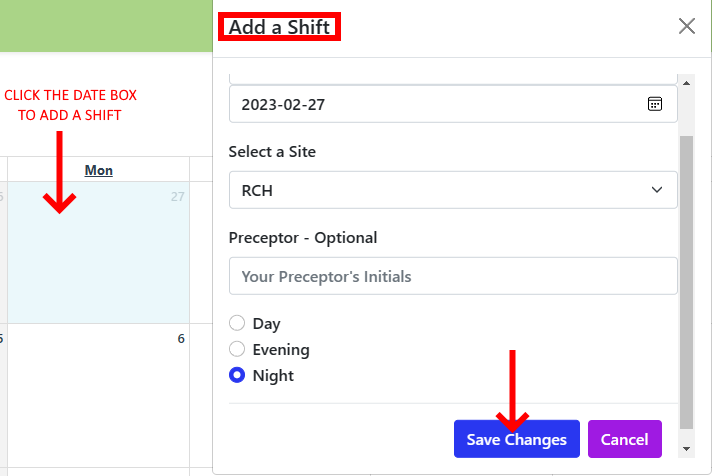 Add a Shift
CLICK THE DATE BOX
TO ADD A SHIFT
Mon
27
6
2023-02-27
Select a Site
RCH
Preceptor - Optional
Your Preceptor's Initials
Day
Evening
Night
Save Changes
Cancel